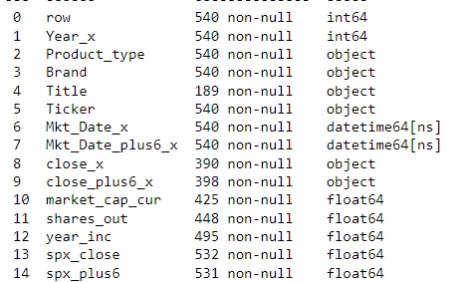 0 row 540 non-null int64
1 Year_x 540 non-null int64
2 Product_type 540 non-null object
3 Brand 540 non-null object
4 Title 189 non-null object
5 Ticker 540 non-null object
6 Mkt_Date_x 540 non-null datetime64[ns]
7 Mkt_Date_plus6_x 540 non-null datetime64[ns]
8 close_x 390 non-null object
9 close_plus6_x 398 non-null object
10 market_cap_cur 425 non-null float64
11 shares_out 448 non-null float64
12 year_inc 495 non-null float64
13 spx_close 532 non-null float64
14 spx_plus6 531 non-null float64